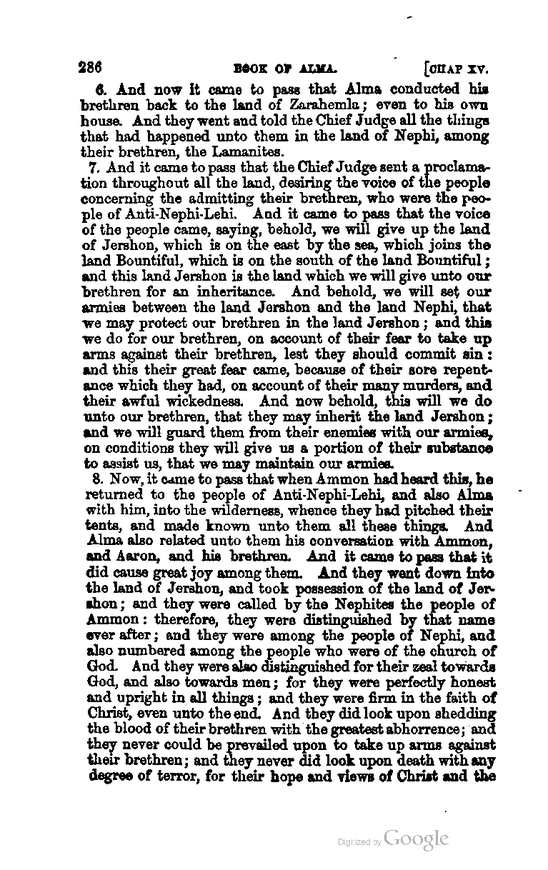 286 BOOK OF ALMA. [CHAP XV.
6. And now it came to pass that Alma conducted his
brethren back to the land of Zarahemla; even to his own
house. And they went and told the Chief Judge all the things
that had happened unto them in the land of Nephi, among
their brethren, the Lamanites.
7. And it came to pass that the Chief Judge sent a proclama-
tion throughout all the land, desiring the voice of the people
concerning the admitting their brethren, who were the peo-
ple of Anti-Nephi-Lehi. And it came to pass that the voice
of the people came, saying, behold, we will give up the land
of Jershon, which is on the east by the sea, which joins the
land Bountiful, which is on the south of the land Bountiful;
and this land Jershon is the land which we will give unto our
brethren for an inheritance. And behold, we will set our
armies between the land Jershon and the land Nephi, that
we may protect our brethren in the land Jershon; and this
we do for our brethren, on account of their fear to take up
arms against their brethren, lest they should commit sin:
and this their great fear came, because of their sore repent-
ance which they had, on account of their many murders, and
their awful wickedness. And now behold, this will we do
unto our brethren, that they may inherit the land Jershon;
and we will guard them from their enemies with our armies,
on conditions they will give us a portion of their substance
to assist us, that we may maintain our armies.
8. Now, it came to pass that when Ammon had heard this, he
returned to the people of Anti-Nephi-Lehi, and also Alma
with him, into the wilderness, whence they had pitched their
tents, and made known unto them all these things. And
Alma also related unto them his conversation with Ammon,
and Aaron, and his brethren. And it came to pass that it
did cause great joy among them. And they went down into
the land of Jershon, and took possession of the land of Jer-
shon; and they were called by the Nephites the people of
Ammon: therefore, they were distinguished by that name
ever after; and they were among the people of Nephi, and
also numbered among the people who were of the church of
God. And they were also distinguished for their zeal towards
God, and also towards men; for they were perfectly honest
and upright in all things; and they were firm in the faith of
Christ, even unto the end. And they did look upon shedding
the blood of their brethren with the greatest abhorrence; and
they never could be prevailed upon to take up arms against
their brethren; and they never did look upon death with any
degree of terror, for their hope and views of Christ and the
Digitized by Google